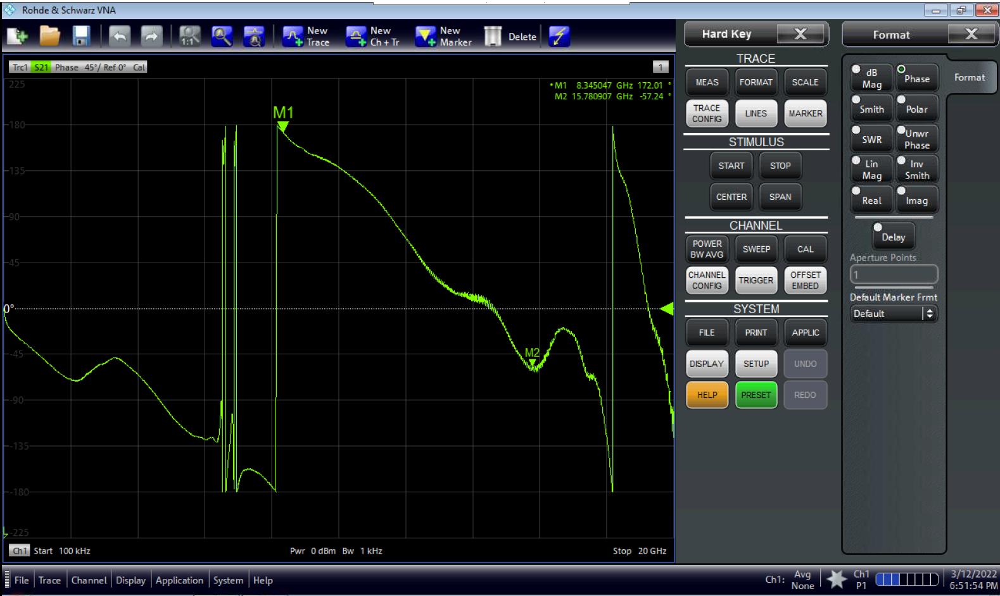 Rohde & Schwarz VNA
1:1
New Trace
New Ch + Tr
New Marker
Delete
Trc1 S21 Phase 45°/ Ref 0° Cal
1
•M1 8.345047 GHz 172.01 °
M2 15.780907 GHz -57.24 °
225
180
135
90
45
0°
-45
-90
-135
-180
-225
M1
M2
Ch1 Start 100 kHz
Pwr 0 dBm Bw 1 kHz
Stop 20 GHz
Hard Key
X
TRACE
MEAS
FORMAT
SCALE
TRACE CONFIG
LINES
MARKER
STIMULUS
START
STOP
CENTER
SPAN
CHANNEL
POWER BW AVG
SWEEP
CAL
CHANNEL CONFIG
TRIGGER
OFFSET EMBED
SYSTEM
FILE
PRINT
APPLIC
DISPLAY
SETUP
UNDO
HELP
PRESET
REDO
Format
X
Format
dB Mag
Phase
Smith
Polar
SWR
Unwr Phase
Lin Mag
Inv Smith
Real
Imag
Delay
Aperture Points
1
Default Marker Frmt
Default
File
Trace
Channel
Display
Application
System
Help
Ch1: Avg None
Ch1 P1
3/12/2022
6:51:54 PM